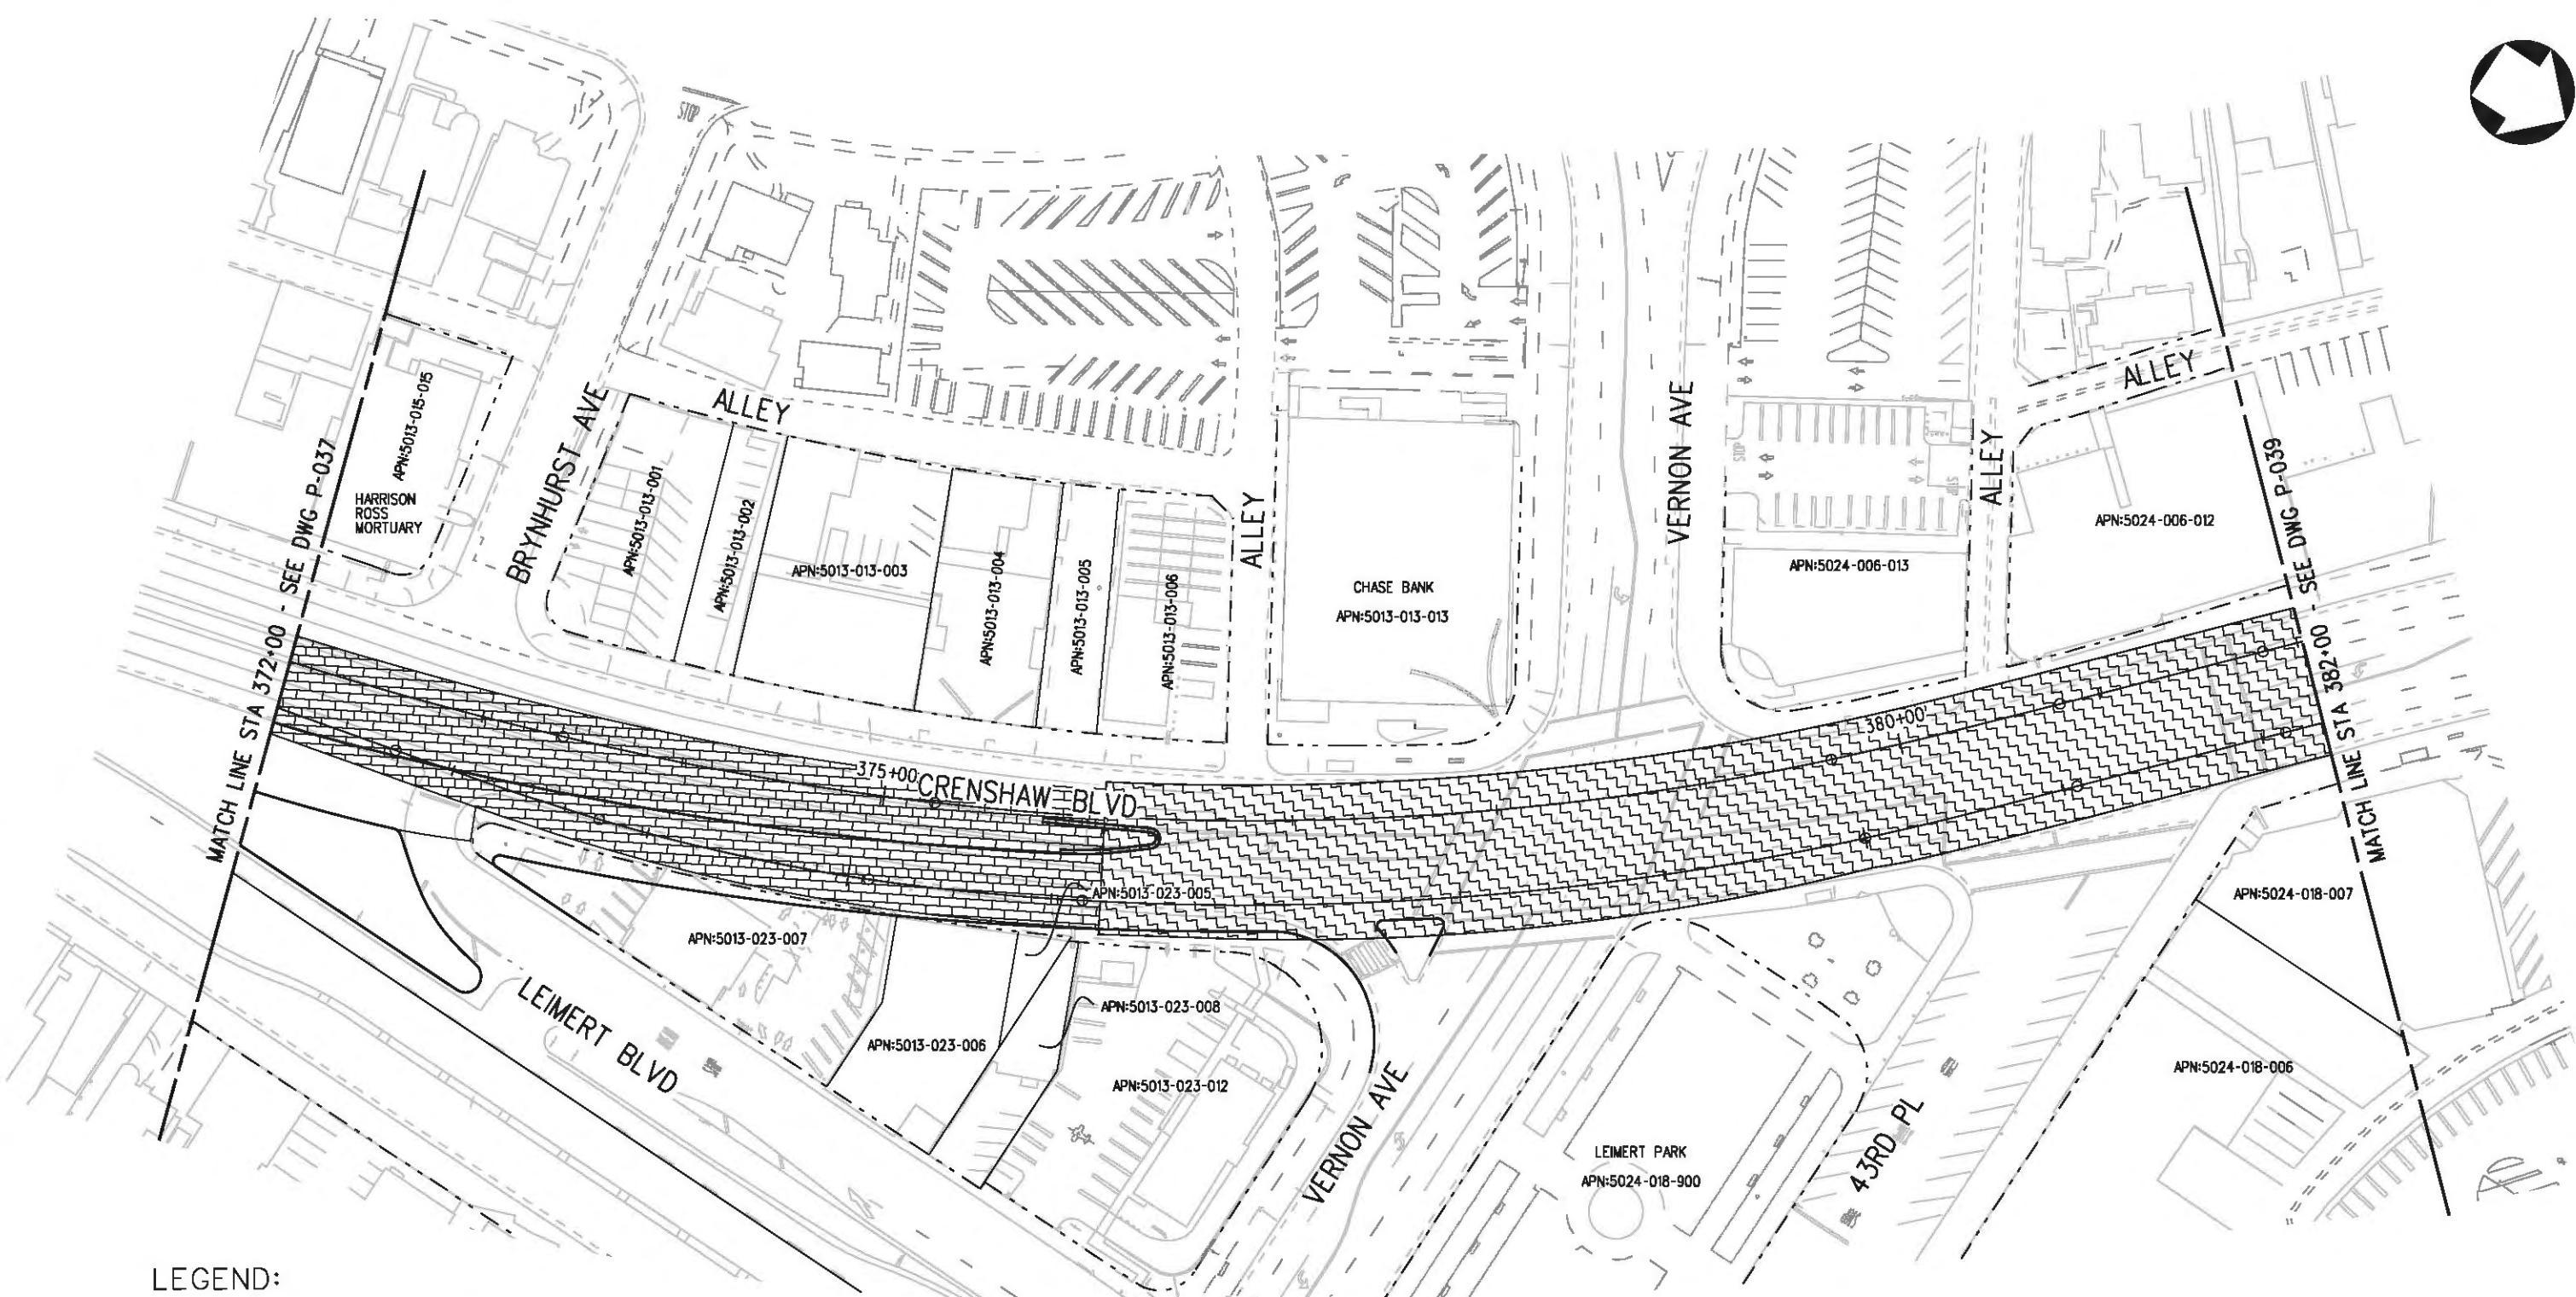 STOP
MATCH LINE STA 372+00 - SEE DWG P-037
APN:5013-015-015
HARRISON
ROSS
MORTUARY
BRYNHURST AVE
ALLEY
APN:5013-013-001
APN:5013-013-002
APN:5013-013-003
APN:5013-013-004
APN:5013-013-005
APN:5013-013-006
ALLEY
CHASE BANK
APN:5013-013-013
VERNON AVE
STOP
STOP
APN:5024-006-013
ALLEY
ALLEY
APN:5024-006-012
MATCH LINE STA 382+00 - SEE DWG P-039
375+00
CRENSHAW BLVD
380+00
APN:5013-023-005
APN:5013-023-007
APN:5013-023-008
APN:5013-023-006
APN:5013-023-012
LEIMERT BLVD
VERNON AVE
LEIMERT PARK
APN:5024-018-900
43RD PL
APN:5024-018-007
APN:5024-018-006
LEGEND: